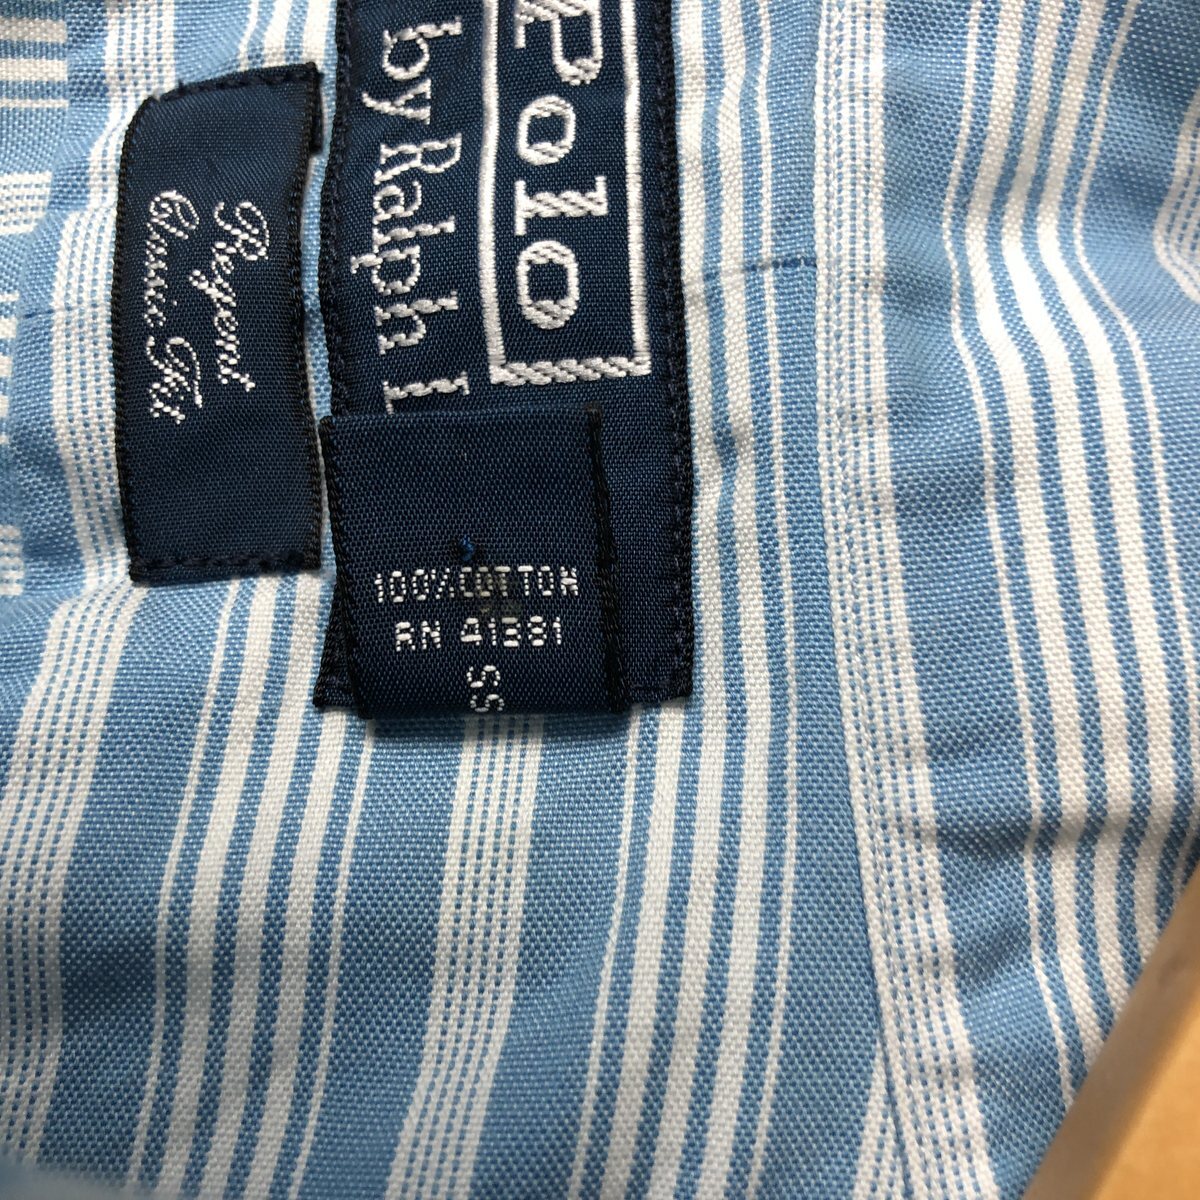 Polo
by Ralph L
Regent
Classic Fit
100% COTTON
RN 41381
SS